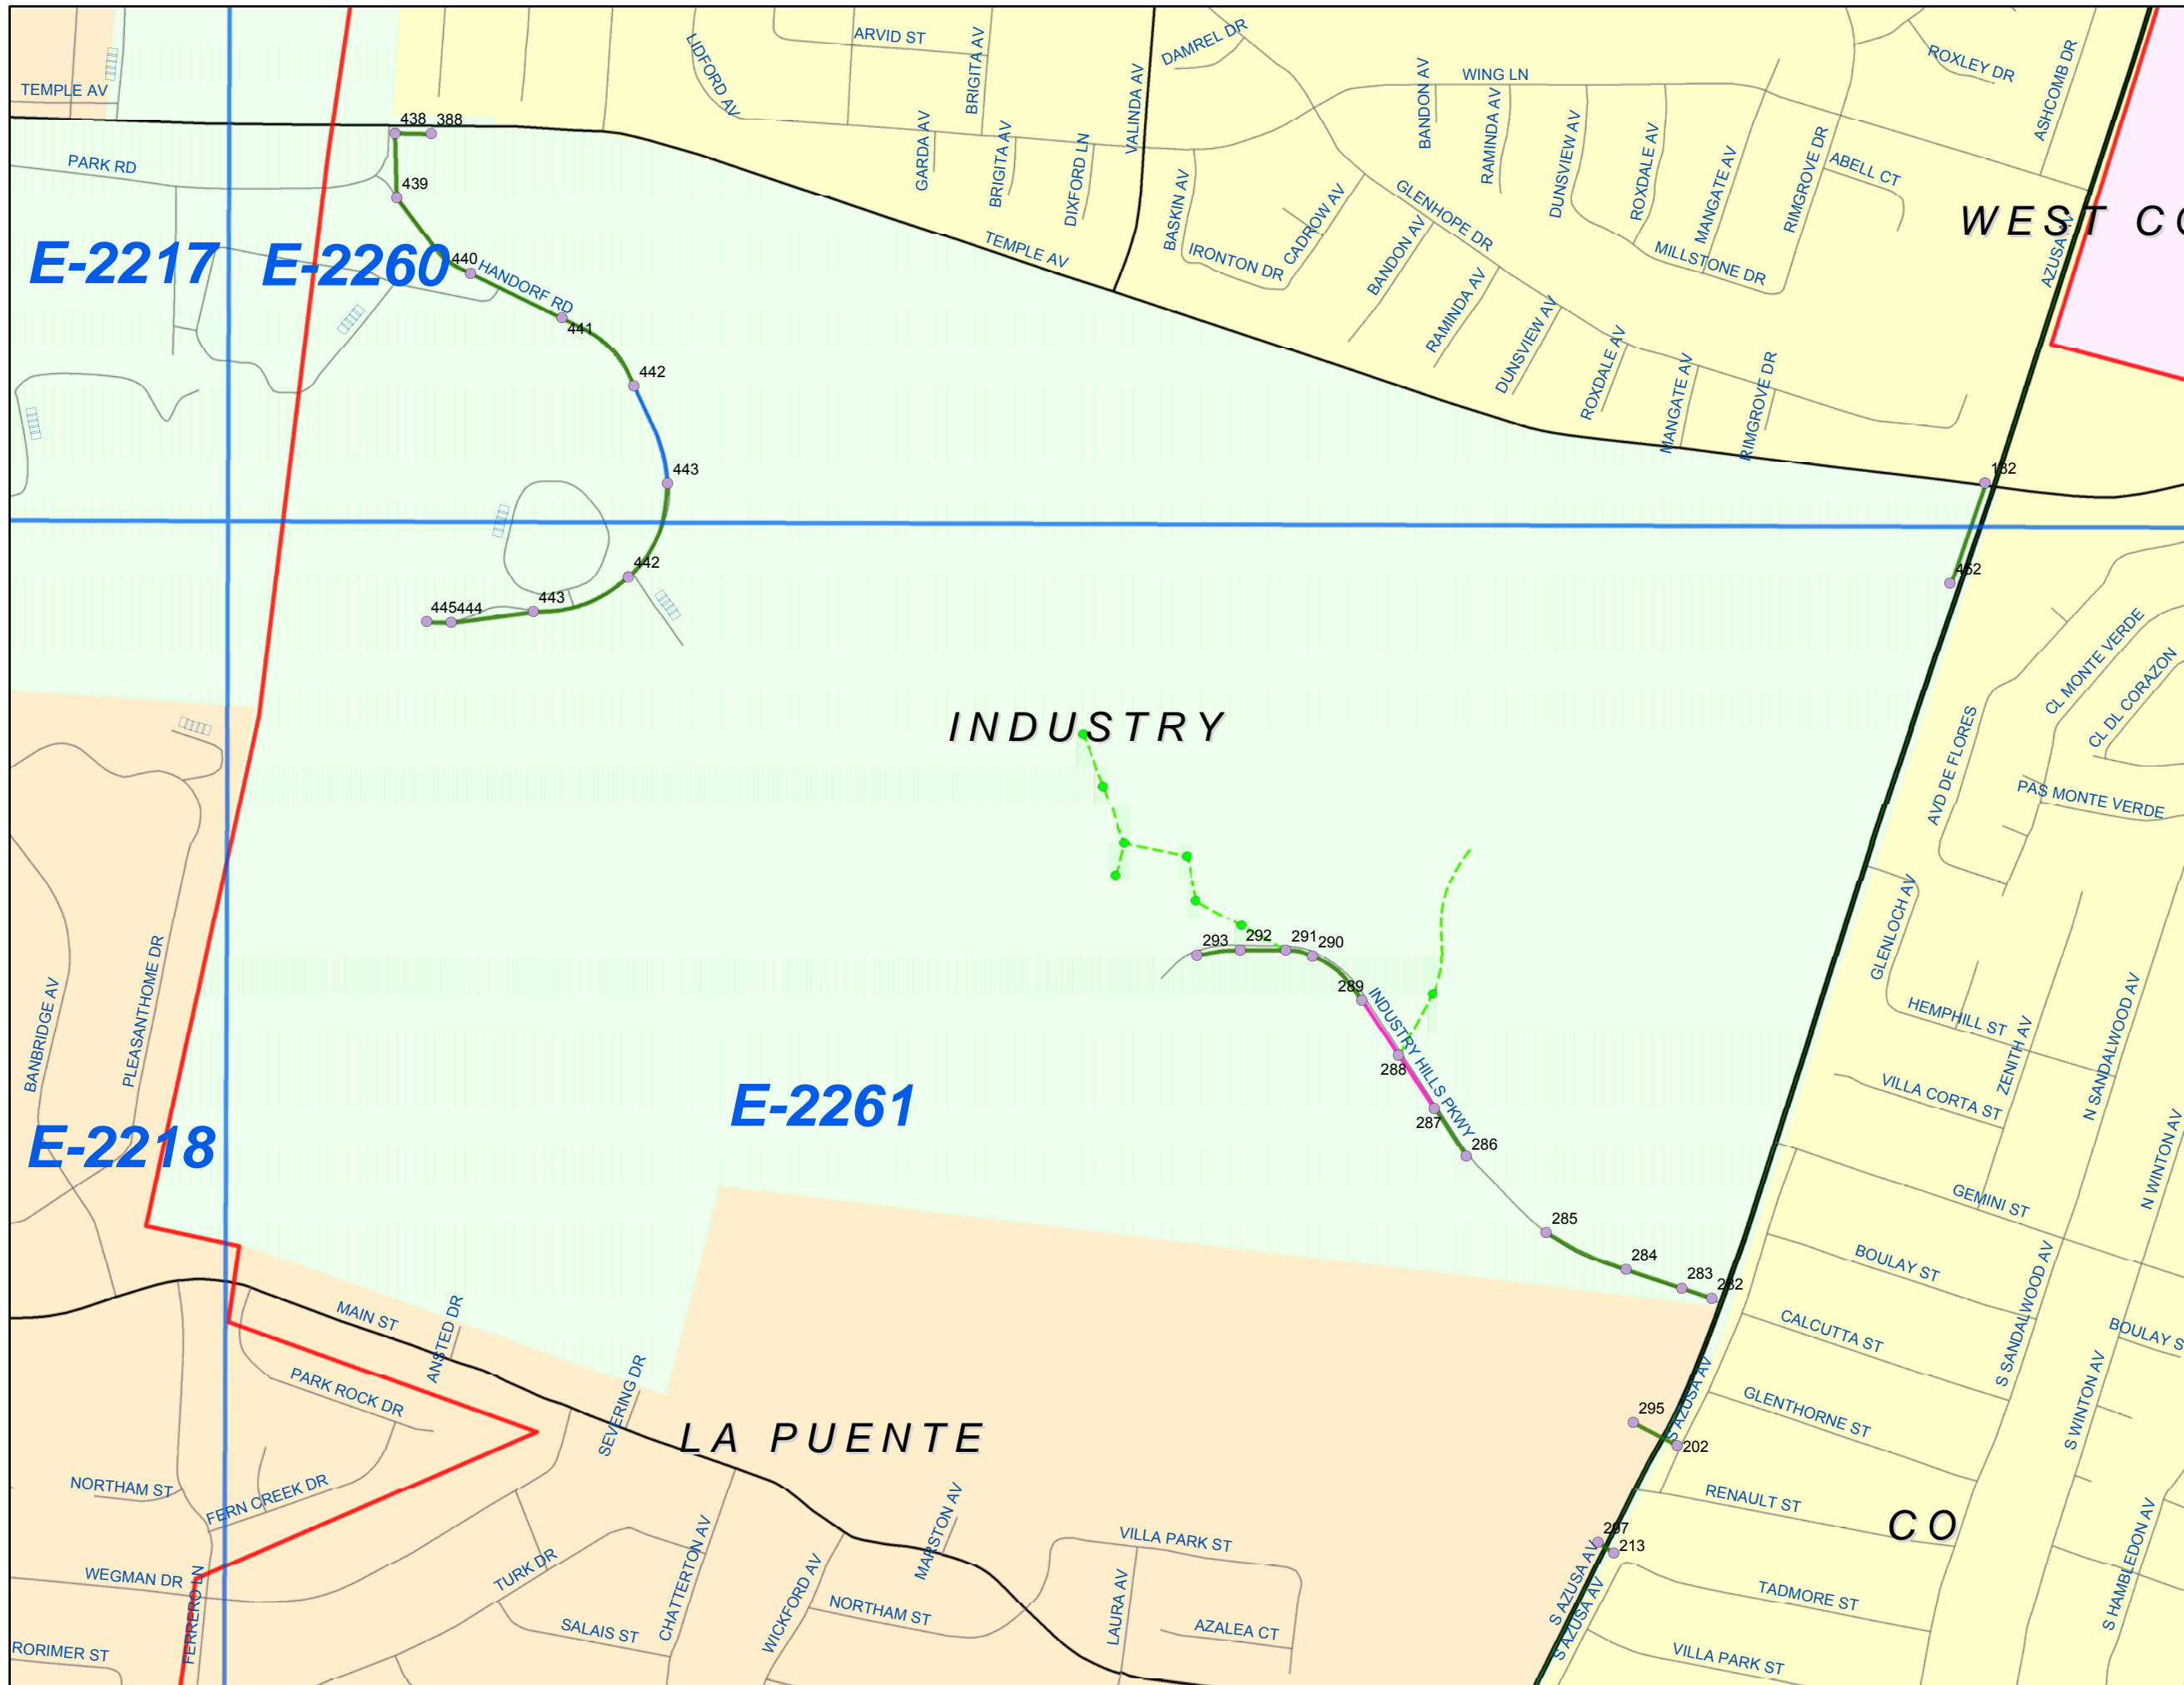 LIDFORD AV
ARVID ST
BRIGITA AV
DAMREL DR
WING LN
BANDON AV
ROXLEY DR
ASHCOMB DR
TEMPLE AV
VALINDA AV
RAMINDA AV
438
388
DUNSVIEW AV
ROXDALE AV
MANGATE AV
RIMGROVE DR
ABELL CT
GARDA AV
BRIGITA AV
DIXFORD LN
PARK RD
439
BASKIN AV
CADROW AV
GLENHOPE DR
WEST CO
AZUSA AV
E-2217
E-2260
440
HANDORF RD
TEMPLE AV
IRONTON DR
BANDON AV
MILLSTONE DR
441
RAMINDA AV
DUNSVIEW AV
ROXDALE AV
442
MANGATE AV
RIMGROVE DR
443
132
442
452
445
444
443
CL MONTE VERDE
CL DL CORAZON
INDUSTRY
AVD DE FLORES
PAS MONTE VERDE
GLENLOCH AV
293
292
291
290
289
INDUSTRY HILLS PKWY
HEMPHILL ST
ZENITH AV
N SANDALWOOD AV
BANBRIDGE AV
PLEASANTHOME DR
288
VILLA CORTA ST
E-2261
287
286
E-2218
N WINTON AV
GEMINI ST
285
284
283
282
BOULAY ST
S SANDALWOOD AV
MAIN ST
ANSTED DR
CALCUTTA ST
BOULAY S
PARK ROCK DR
SEVERING DR
S AZUSA AV
GLENTHORNE ST
S WINTON AV
295
202
LA PUENTE
NORTHAM ST
FERN CREEK DR
RENAULT ST
CO
MARSTON AV
CHATTERTON AV
VILLA PARK ST
297
213
S HAMBLEDON AV
WEGMAN DR
FERRERO LN
TURK DR
WICKFORD AV
NORTHAM ST
LAURA AV
S AZUSA AV
S AZUSA AV
TADMORE ST
SALAIS ST
AZALEA CT
RORIMER ST
VILLA PARK ST